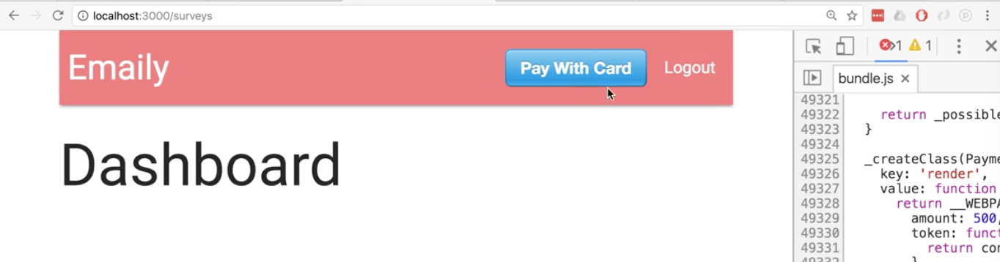 localhost:3000/surveys
Emaily
Pay With Card
Logout
Dashboard
1 1
bundle.js
49321
49322 return _possible
49323 }
49324
49325 _createClass(Payme
49326 key: 'render',
49327 value: function
49328 return __WEBPA
49329 amount: 500,
49330 token: funct
49331 return con
49332 }